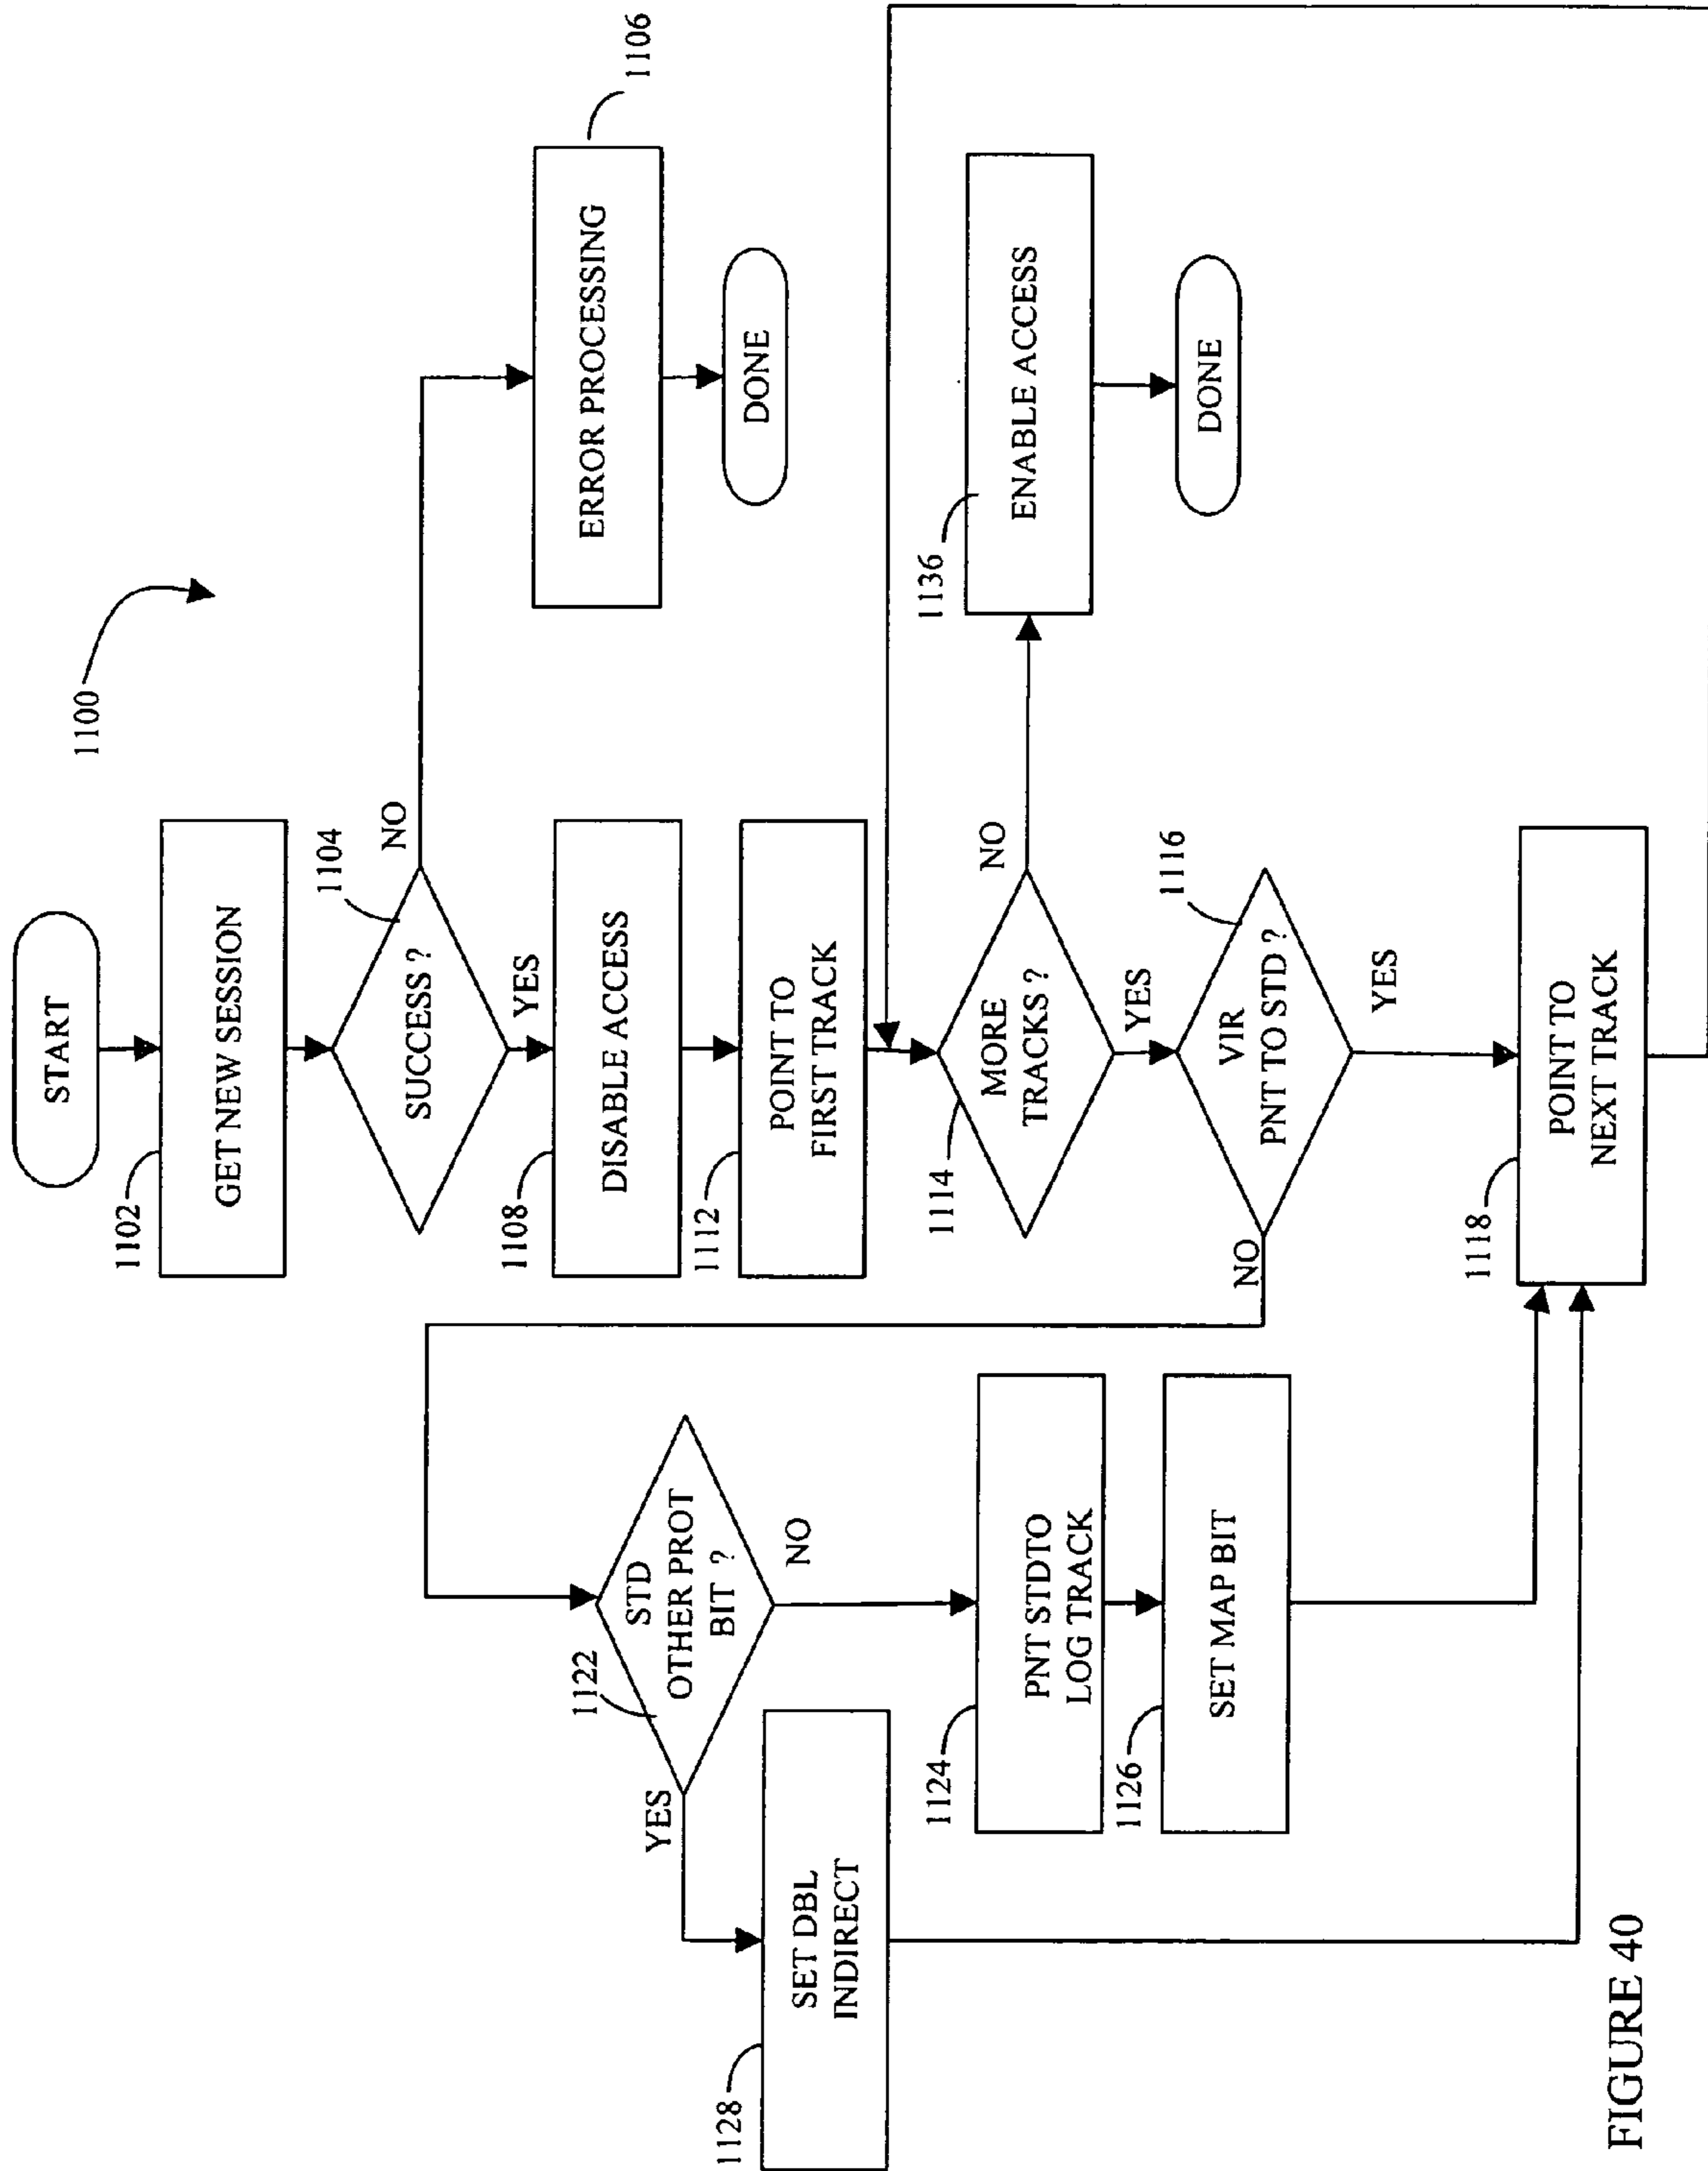 1100
START
1102
GET NEW SESSION
1104
SUCCESS ?
NO
YES
1106
ERROR PROCESSING
DONE
1108
DISABLE ACCESS
1112
POINT TO
FIRST TRACK
1114
MORE
TRACKS ?
NO
YES
1136
ENABLE ACCESS
DONE
1116
VIR
PNT TO STD ?
NO
YES
1118
POINT TO
NEXT TRACK
1122
STD
OTHER PROT
BIT ?
YES
NO
1124
PNT STDTO
LOG TRACK
1126
SET MAP BIT
1128
SET DBL
INDIRECT
FIGURE 40